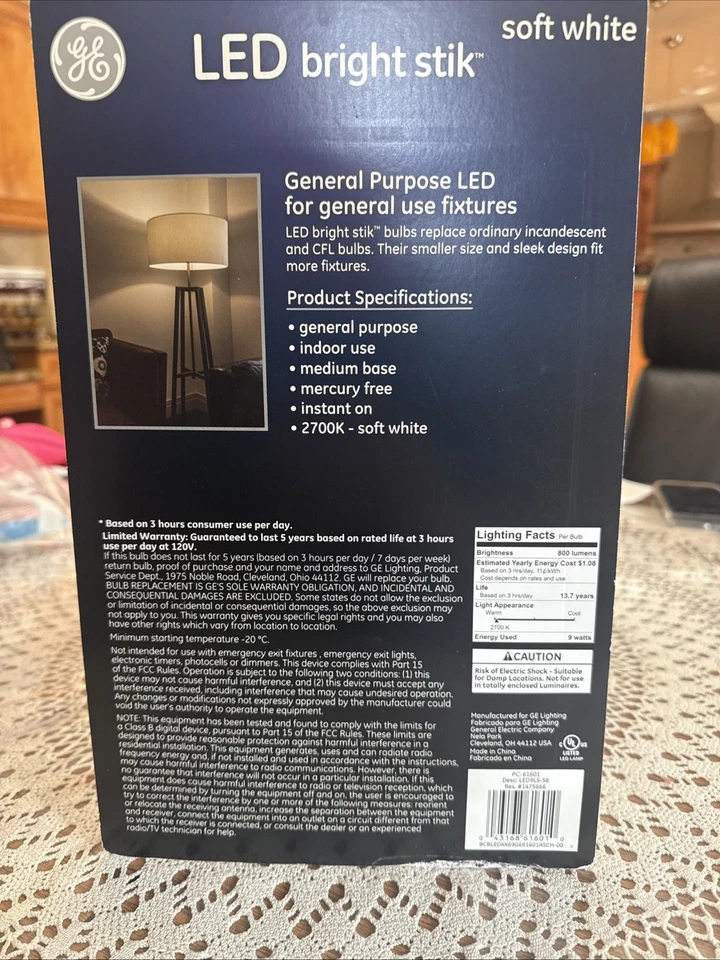 GE
LED bright stik™
soft white
General Purpose LED
for general use fixtures
LED bright stik™ bulbs replace ordinary incandescent
and CFL bulbs. Their smaller size and sleek design fit
more fixtures.
Product Specifications:
• general purpose
• indoor use
• medium base
• mercury free
• instant on
• 2700K - soft white
* Based on 3 hours consumer use per day.
Limited Warranty: Guaranteed to last 5 years based on rated life at 3 hours
use per day at 120V.
If this bulb does not last for 5 years (based on 3 hours per day / 7 days per week)
return bulb, proof of purchase and your name and address to GE Lighting, Product
Service Dept., 1975 Noble Road, Cleveland, Ohio 44112. GE will replace your bulb.
BULB REPLACEMENT IS GE'S SOLE WARRANTY OBLIGATION, AND INCIDENTAL AND
CONSEQUENTIAL DAMAGES ARE EXCLUDED. Some states do not allow the exclusion
or limitation of incidental or consequential damages, so the above exclusion may
not apply to you. This warranty gives you specific legal rights and you may also
have other rights which vary from location to location.
Minimum starting temperature -20 °C.
Not intended for use with emergency exit fixtures , emergency exit lights,
electronic timers, photocells or dimmers. This device complies with Part 15
of the FCC Rules. Operation is subject to the following two conditions: (1) this
device may not cause harmful interference, and (2) this device must accept any
interference received, including interference that may cause undesired operation.
Any changes or modifications not expressly approved by the manufacturer could
void the user's authority to operate the equipment.
NOTE: This equipment has been tested and found to comply with the limits for
a Class B digital device, pursuant to Part 15 of the FCC Rules. These limits are
designed to provide reasonable protection against harmful interference in a
residential installation. This equipment generates, uses and can radiate radio
frequency energy and, if not installed and used in accordance with the instructions,
may cause harmful interference to radio communications. However, there is
no guarantee that interference will not occur in a particular installation. If this
equipment does cause harmful interference to radio or television reception, which
can be determined by turning the equipment off and on, the user is encouraged to
try to correct the interference by one or more of the following measures: reorient
or relocate the receiving antenna, increase the separation between the equipment
and receiver, connect the equipment into an outlet on a circuit different from that
to which the receiver is connected, or consult the dealer or an experienced
radio/TV technician for help.
Lighting Facts Per Bulb
Brightness 800 lumens
Estimated Yearly Energy Cost $1.08
Based on 3 hrs/day, 11¢/kWh
Cost depends on rates and use
Life
Based on 3 hrs/day 13.7 years
Light Appearance
Warm Cool
2700 K
Energy Used 9 watts
CAUTION
Risk of Electric Shock - Suitable
for Damp Locations. Not for use
in totally enclosed Luminaires.
Manufactured for GE Lighting
Fabricado para GE Lighting
General Electric Company
Nela Park
Cleveland, OH 44112 USA
Made in China
Fabricado en China
C UL US
LISTED
LED LAMP
PC: 61601
Desc: LED9LS-SB
Res. #1475666
0 43168 61601 0